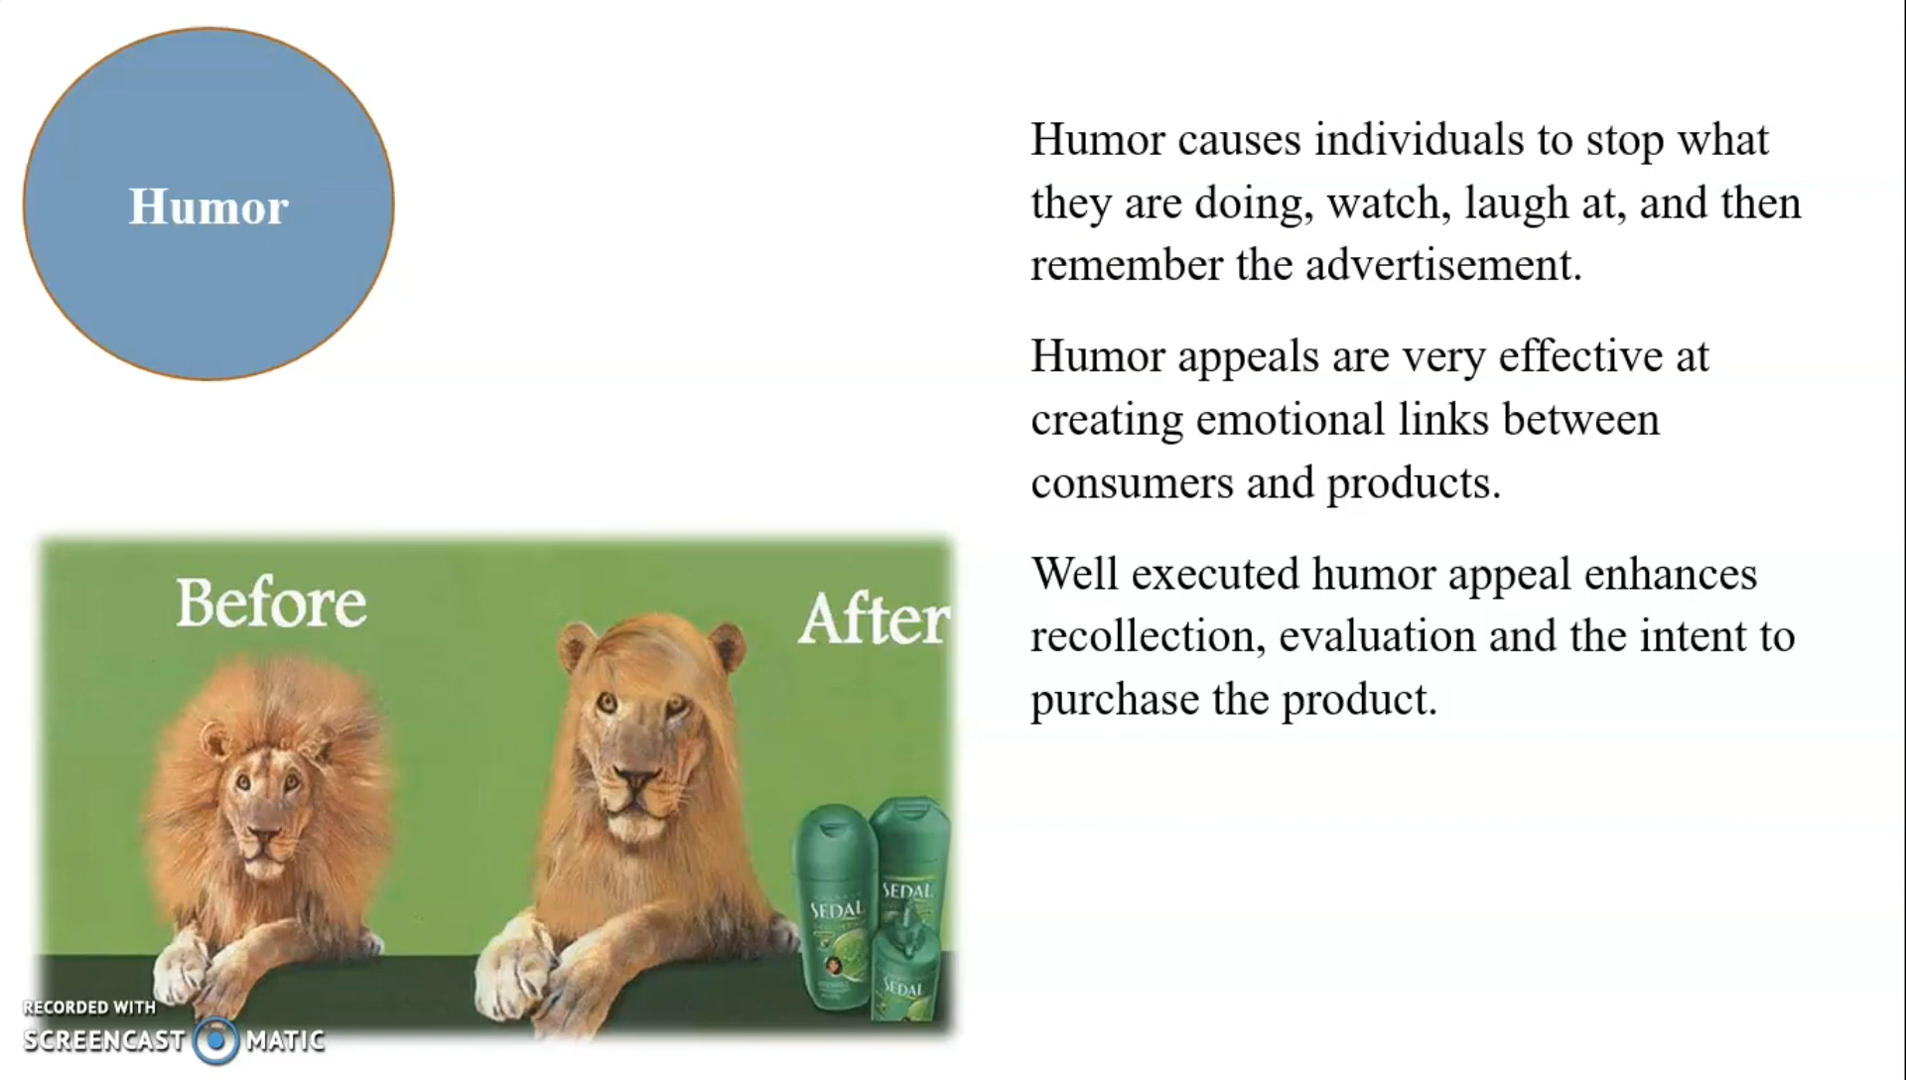 Humor
Humor causes individuals to stop what
they are doing, watch, laugh at, and then
remember the advertisement.
Humor appeals are very effective at
creating emotional links between
consumers and products.
Well executed humor appeal enhances
recollection, evaluation and the intent to
purchase the product.
Before
After
SEDAL
SEDAL
SEDAL
RECORDED WITH
SCREENCAST MATIC